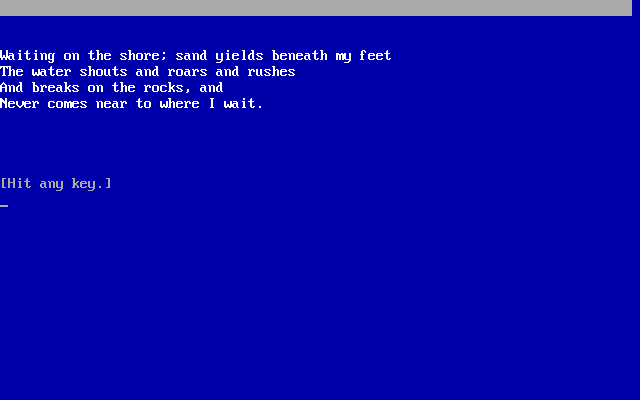 Waiting on the shore; sand yields beneath my feet
The water shouts and roars and rushes
And breaks on the rocks, and
Never comes near to where I wait.
[Hit any key.]